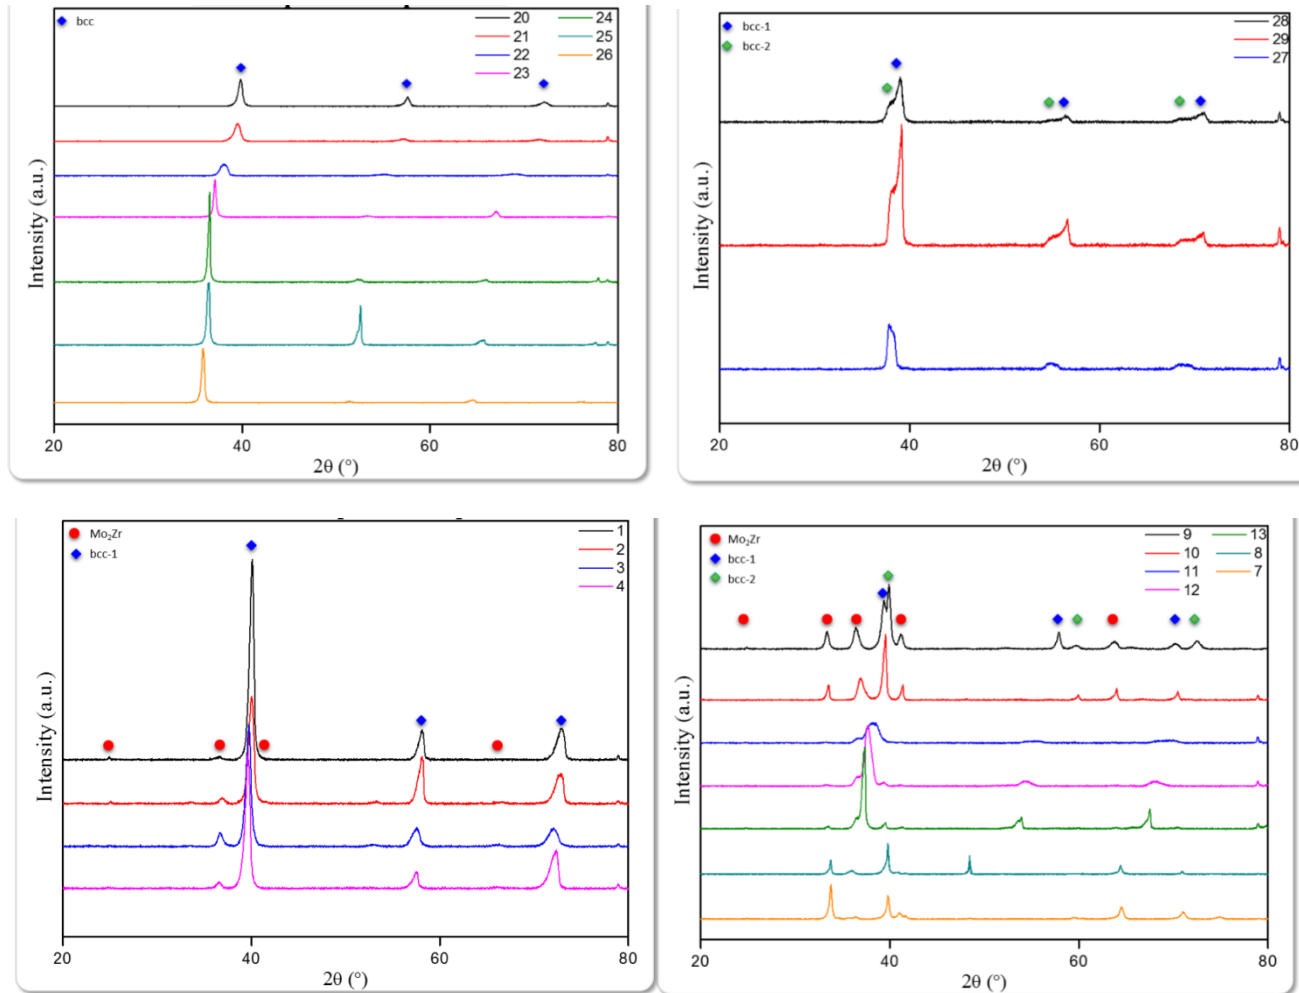 bcc
20 24
21 25
22 26
23
Intensity (a.u.)
20 40 60 80
2θ (°)
bcc-1
bcc-2
28
29
27
Intensity (a.u.)
20 40 60 80
2θ (°)
Mo₂Zr
bcc-1
1
2
3
4
Intensity (a.u.)
20 40 60 80
2θ (°)
Mo₂Zr
bcc-1
bcc-2
9 13
10 8
11 7
12
Intensity (a.u.)
20 40 60 80
2θ (°)